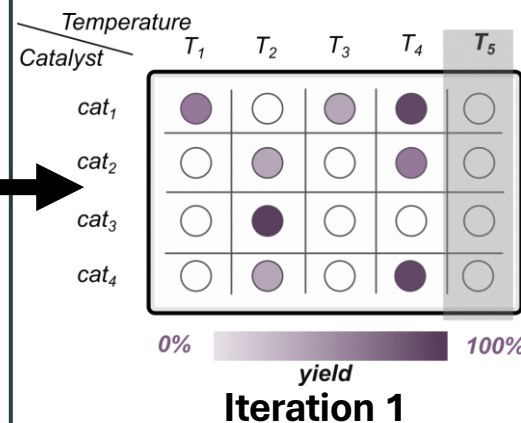 Temperature
Catalyst
T1 T2 T3 T4 T5
cat1
cat2
cat3
cat4
0% 100%
yield
Iteration 1